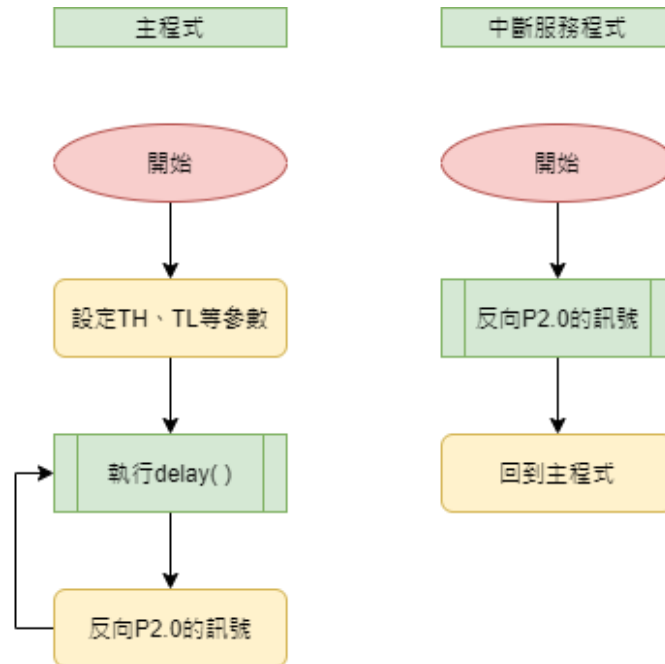 主程式
中斷服務程式
開始
開始
設定TH、TL等參數
反向P2.0的訊號
執行delay( )
回到主程式
反向P2.0的訊號